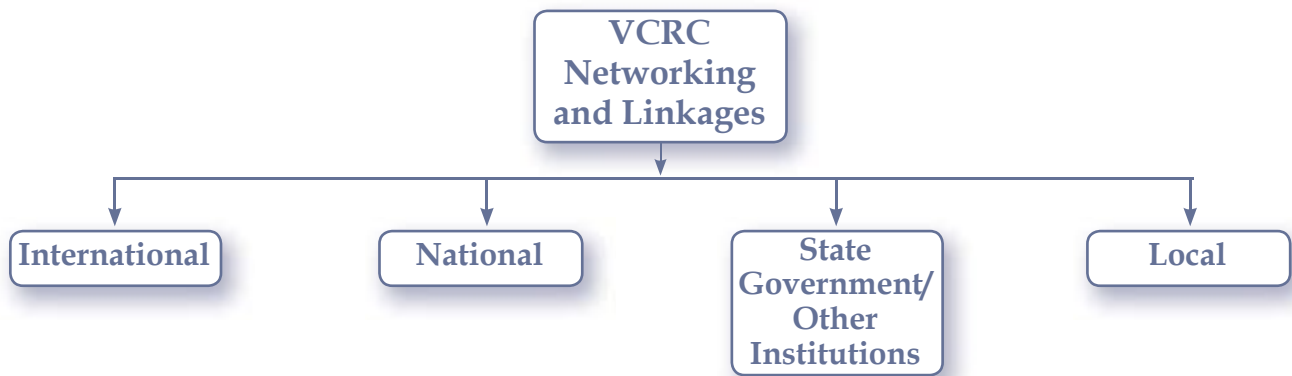 VCRC
Networking
and Linkages
International
National
State
Government/
Other
Institutions
Local